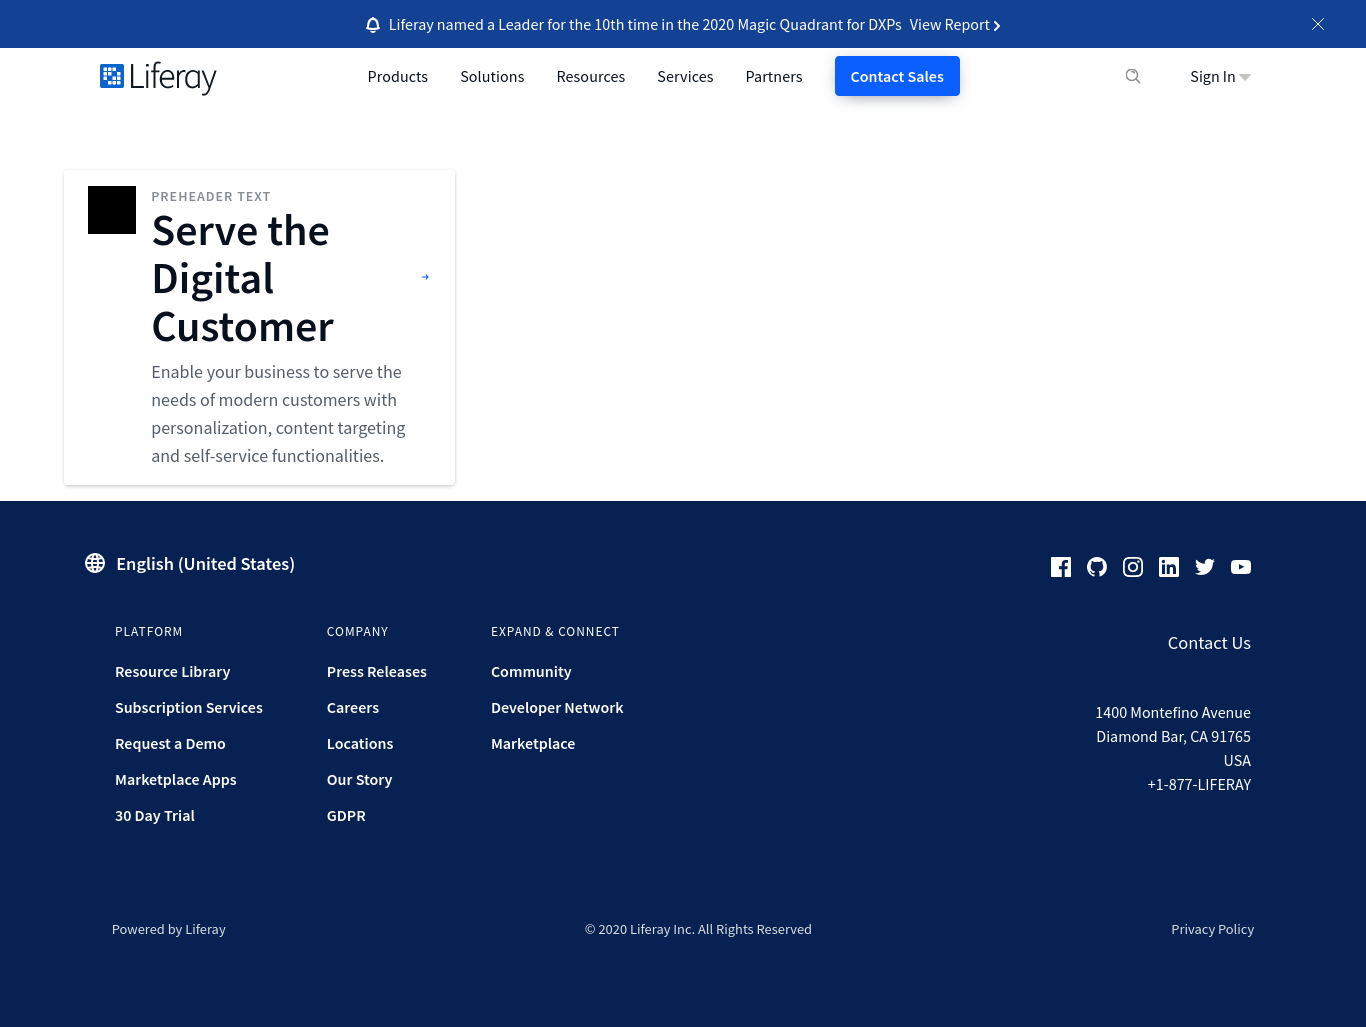 Liferay named a Leader for the 10th time in the 2020 Magic Quadrant for DXPs View Report
Liferay Products Solutions Resources Services Partners Contact Sales Sign In
PREHEADER TEXT
Serve the
Digital
Customer
Enable your business to serve the
needs of modern customers with
personalization, content targeting
and self-service functionalities.
English (United States)
PLATFORM
Resource Library
Subscription Services
Request a Demo
Marketplace Apps
30 Day Trial
COMPANY
Press Releases
Careers
Locations
Our Story
GDPR
EXPAND & CONNECT
Community
Developer Network
Marketplace
Contact Us
1400 Montefino Avenue
Diamond Bar, CA 91765
USA
+1-877-LIFERAY
Powered by Liferay
© 2020 Liferay Inc. All Rights Reserved
Privacy Policy